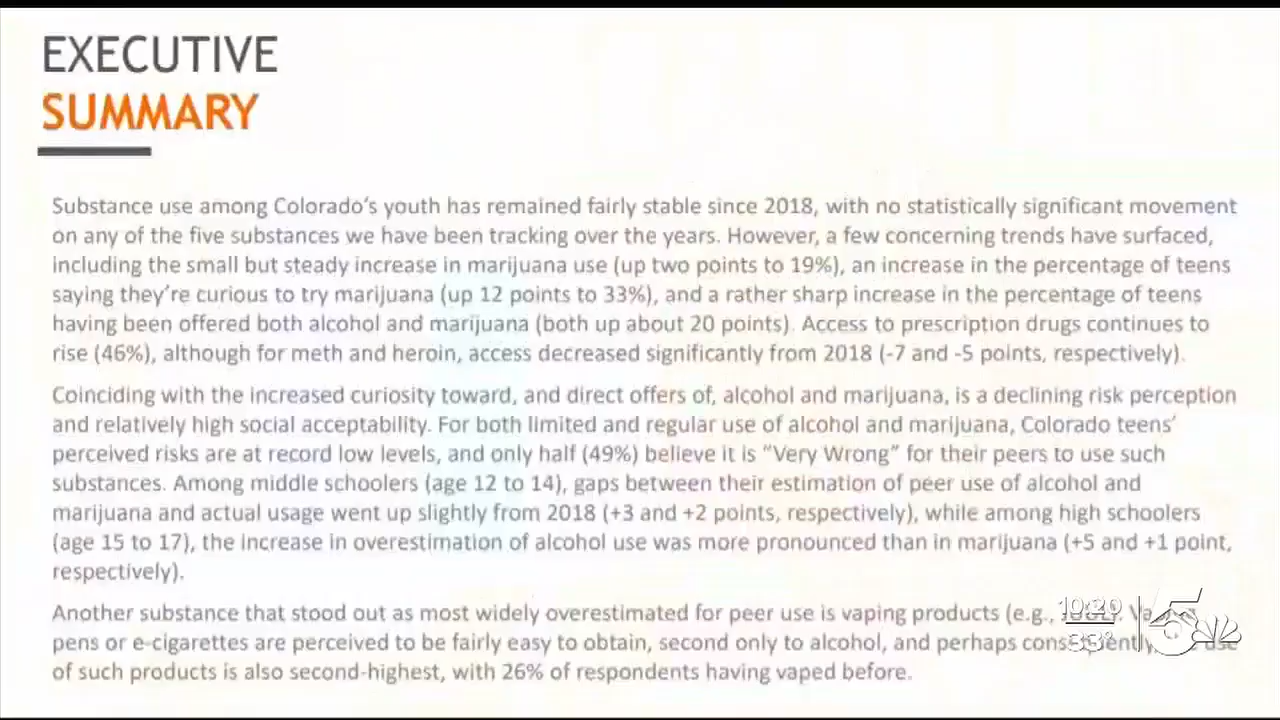 EXECUTIVE
SUMMARY
Substance use among Colorado's youth has remained fairly stable since 2018, with no statistically significant movement
on any of the five substances we have been tracking over the years. However, a few concerning trends have surfaced,
including the small but steady increase in marijuana use (up two points to 19%), an increase in the percentage of teens
saying they're curious to try marijuana (up 12 points to 33%), and a rather sharp increase in the percentage of teens
having been offered both alcohol and marijuana (both up about 20 points). Access to prescription drugs continues to
rise (46%), although for meth and heroin, access decreased significantly from 2018 (-7 and -5 points, respectively).
Coinciding with the increased curiosity toward, and direct offers of, alcohol and marijuana, is a declining risk perception
and relatively high social acceptability. For both limited and regular use of alcohol and marijuana, Colorado teens'
perceived risks are at record low levels, and only half (49%) believe it is "Very Wrong" for their peers to use such
substances. Among middle schoolers (age 12 to 14), gaps between their estimation of peer use of alcohol and
marijuana and actual usage went up slightly from 2018 (+3 and +2 points, respectively), while among high schoolers
(age 15 to 17), the increase in overestimation of alcohol use was more pronounced than in marijuana (+5 and +1 point,
respectively).
Another substance that stood out as most widely overestimated for peer use is vaping products (e.g.,
pens or e-cigarettes are perceived to be fairly easy to obtain, second only to alcohol, and perhaps use
of such products is also second-highest, with 26% of respondents having vaped before.
10:20
33°
5